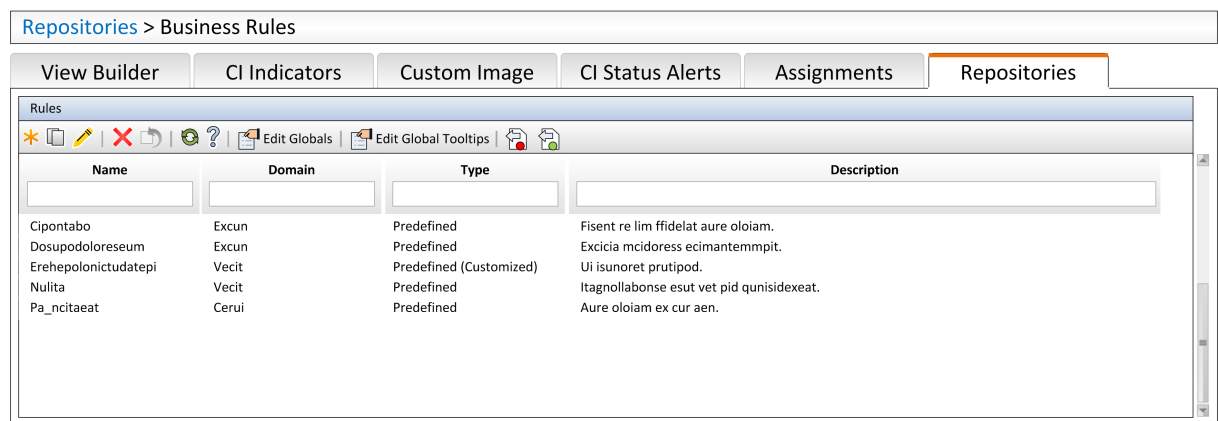 Repositories > Business Rules
View Builder CI Indicators Custom Image CI Status Alerts Assignments Repositories
Rules
Edit Globals | Edit Global Tooltips |
Name Domain Type Description
Cipontabo Excun Predefined Fisent re lim ffidelat aure oloiam.
Dosupodoloreseum Excun Predefined Excicia mcidoress ecimantemmpit.
Erehepolonictudatepi Vecit Predefined (Customized) Ui isunoret prutipod.
Nulita Vecit Predefined Itagnollabonse esut vet pid qunisidexeat.
Pa_ncitaeat Cerui Predefined Aure oloiam ex cur aen.